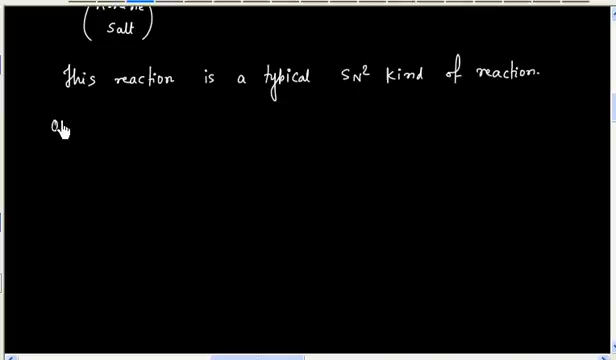 Salt
This reaction is a typical SN2 kind of reaction.